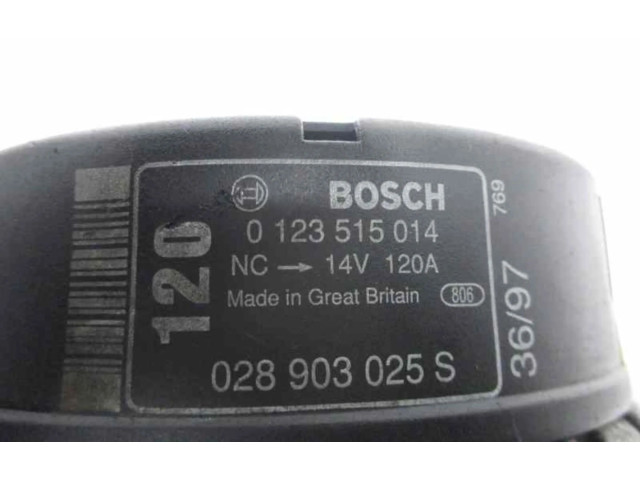 BOSCH
0 123 515 014
NC → 14V 120A
Made in Great Britain 806
028 903 025 S
120
36/97
769